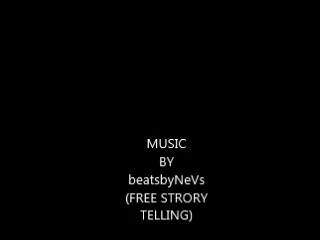 MUSIC
BY
beatsbyNeVs
(FREE STRORY
TELLING)